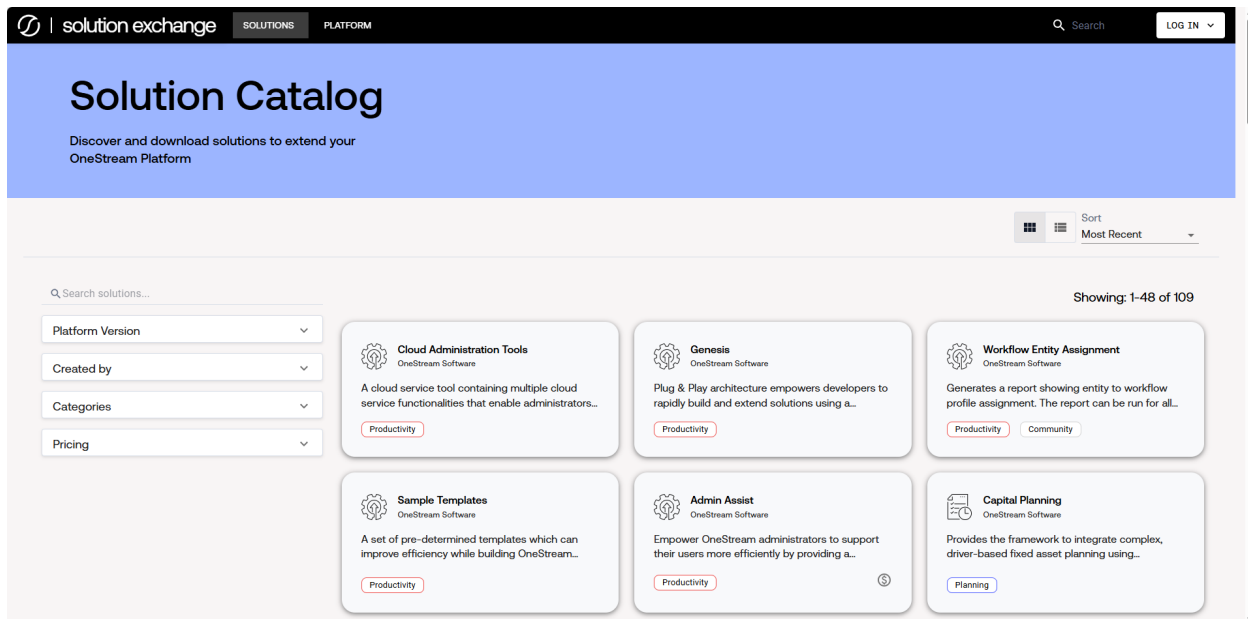 solution exchange
SOLUTIONS
PLATFORM
Search
LOG IN
Solution Catalog
Discover and download solutions to extend your
OneStream Platform
Sort
Most Recent
Search solutions...
Showing: 1-48 of 109
Platform Version
Created by
Categories
Pricing
Cloud Administration Tools
OneStream Software
A cloud service tool containing multiple cloud
service functionalities that enable administrators...
Productivity
Genesis
OneStream Software
Plug & Play architecture empowers developers to
rapidly build and extend solutions using a...
Productivity
Workflow Entity Assignment
OneStream Software
Generates a report showing entity to workflow
profile assignment. The report can be run for all...
Productivity
Community
Sample Templates
OneStream Software
A set of pre-determined templates which can
improve efficiency while building OneStream...
Productivity
Admin Assist
OneStream Software
Empower OneStream administrators to support
their users more efficiently by providing a...
Productivity
Capital Planning
OneStream Software
Provides the framework to integrate complex,
driver-based fixed asset planning using...
Planning